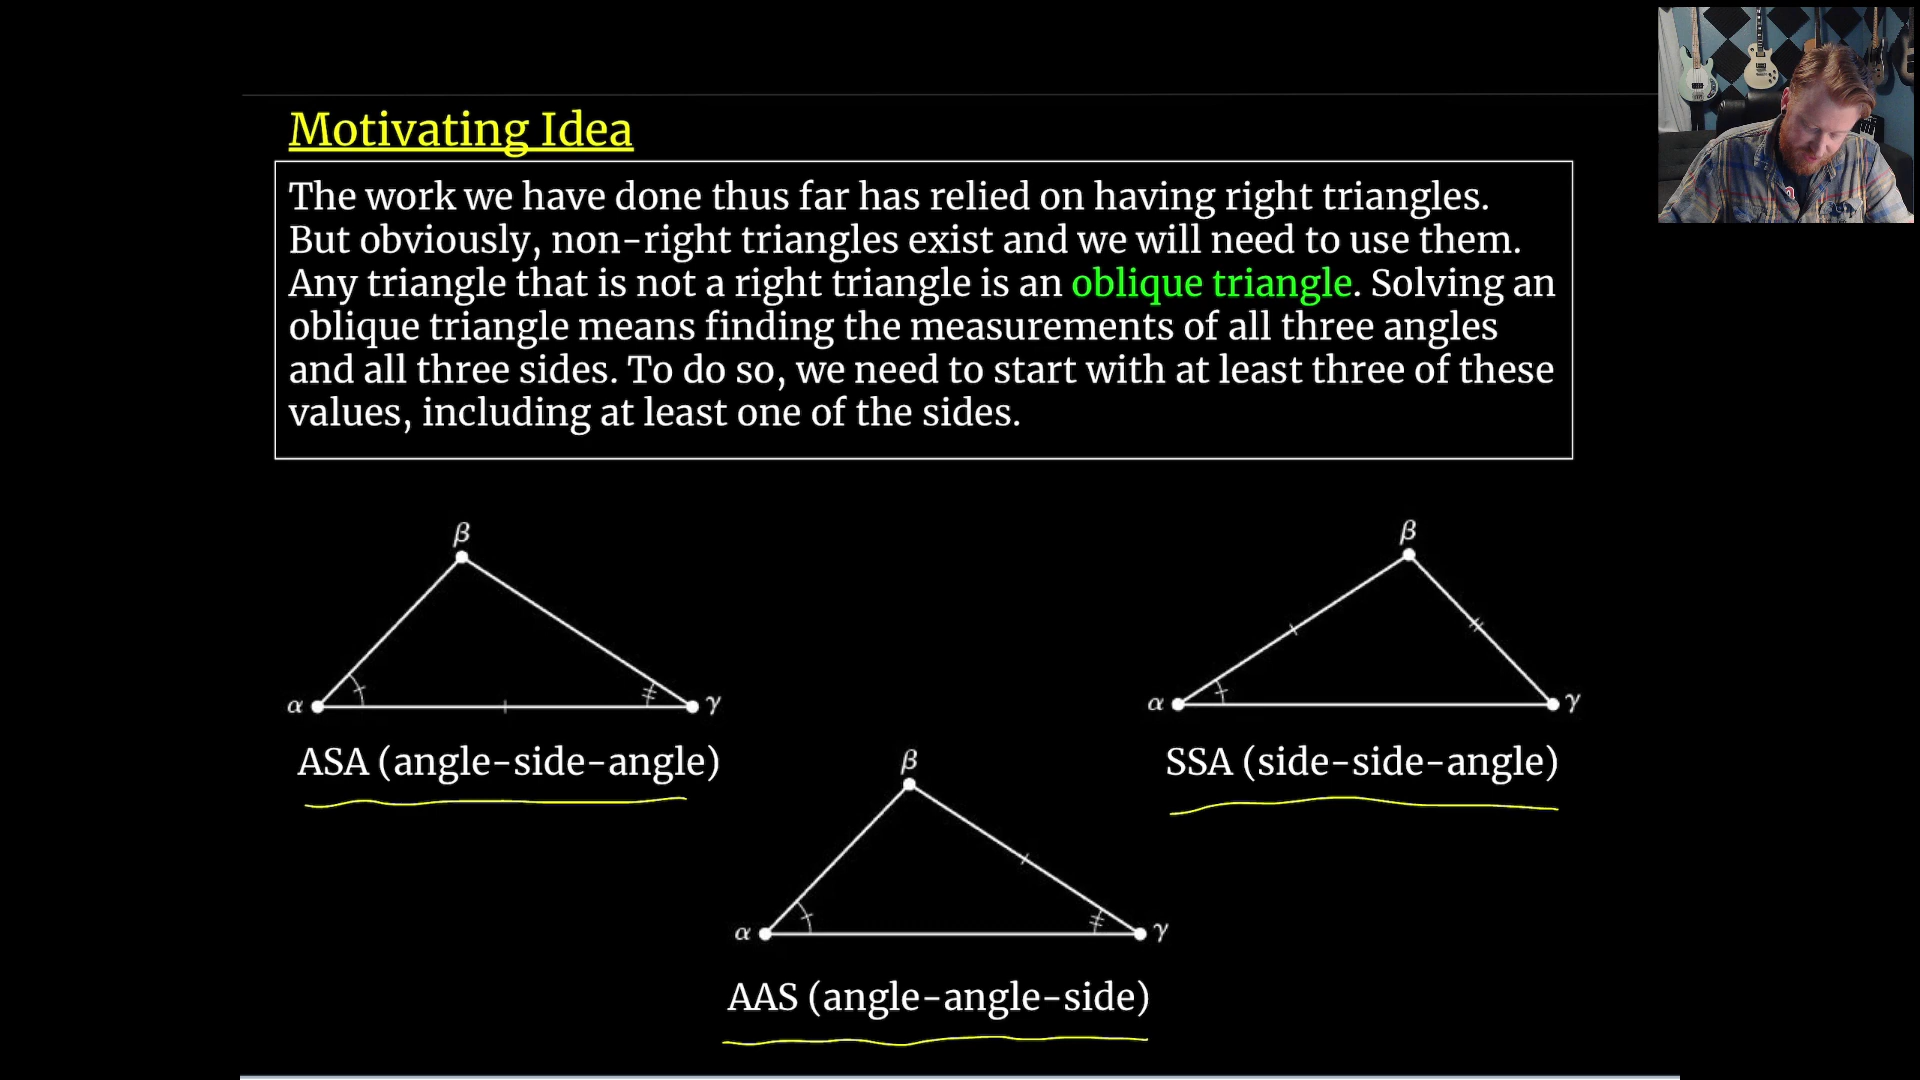 Motivating Idea
The work we have done thus far has relied on having right triangles.
But obviously, non-right triangles exist and we will need to use them.
Any triangle that is not a right triangle is an oblique triangle. Solving an
oblique triangle means finding the measurements of all three angles
and all three sides. To do so, we need to start with at least three of these
values, including at least one of the sides.
β
α
γ
ASA (angle-side-angle)
β
α
γ
AAS (angle-angle-side)
β
α
γ
SSA (side-side-angle)